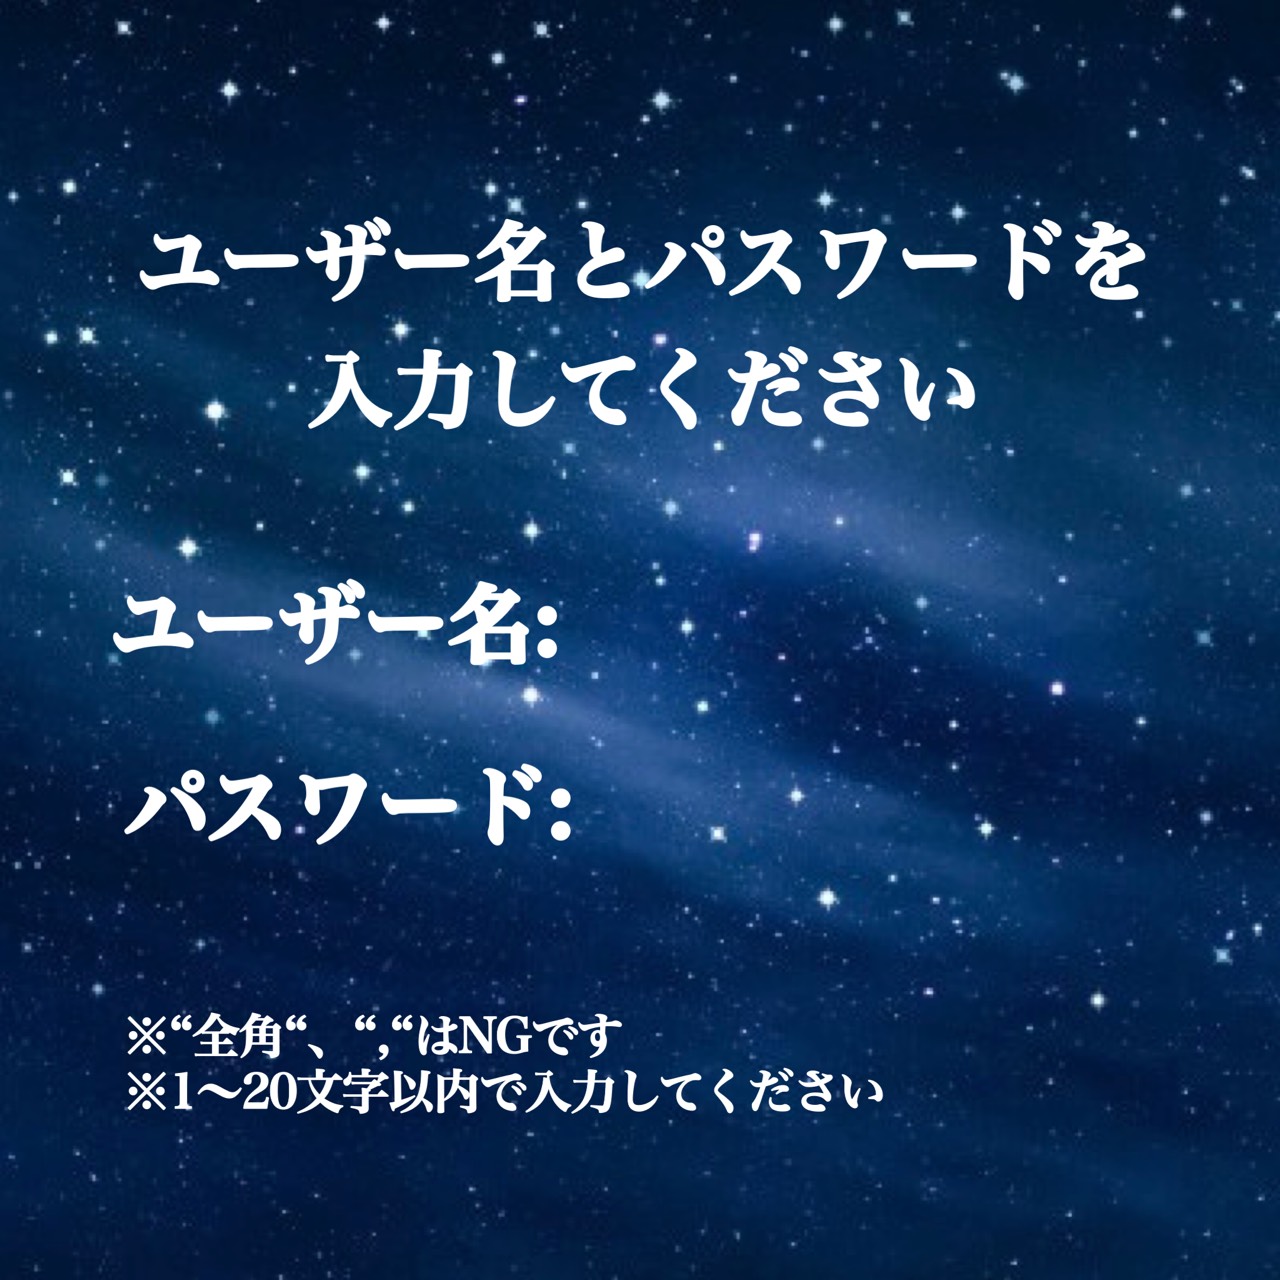 ユーザー名とパスワードを
入力してください
ユーザー名:
パスワード:
※“全角“、“,“はNGです
※1〜20文字以内で入力してください